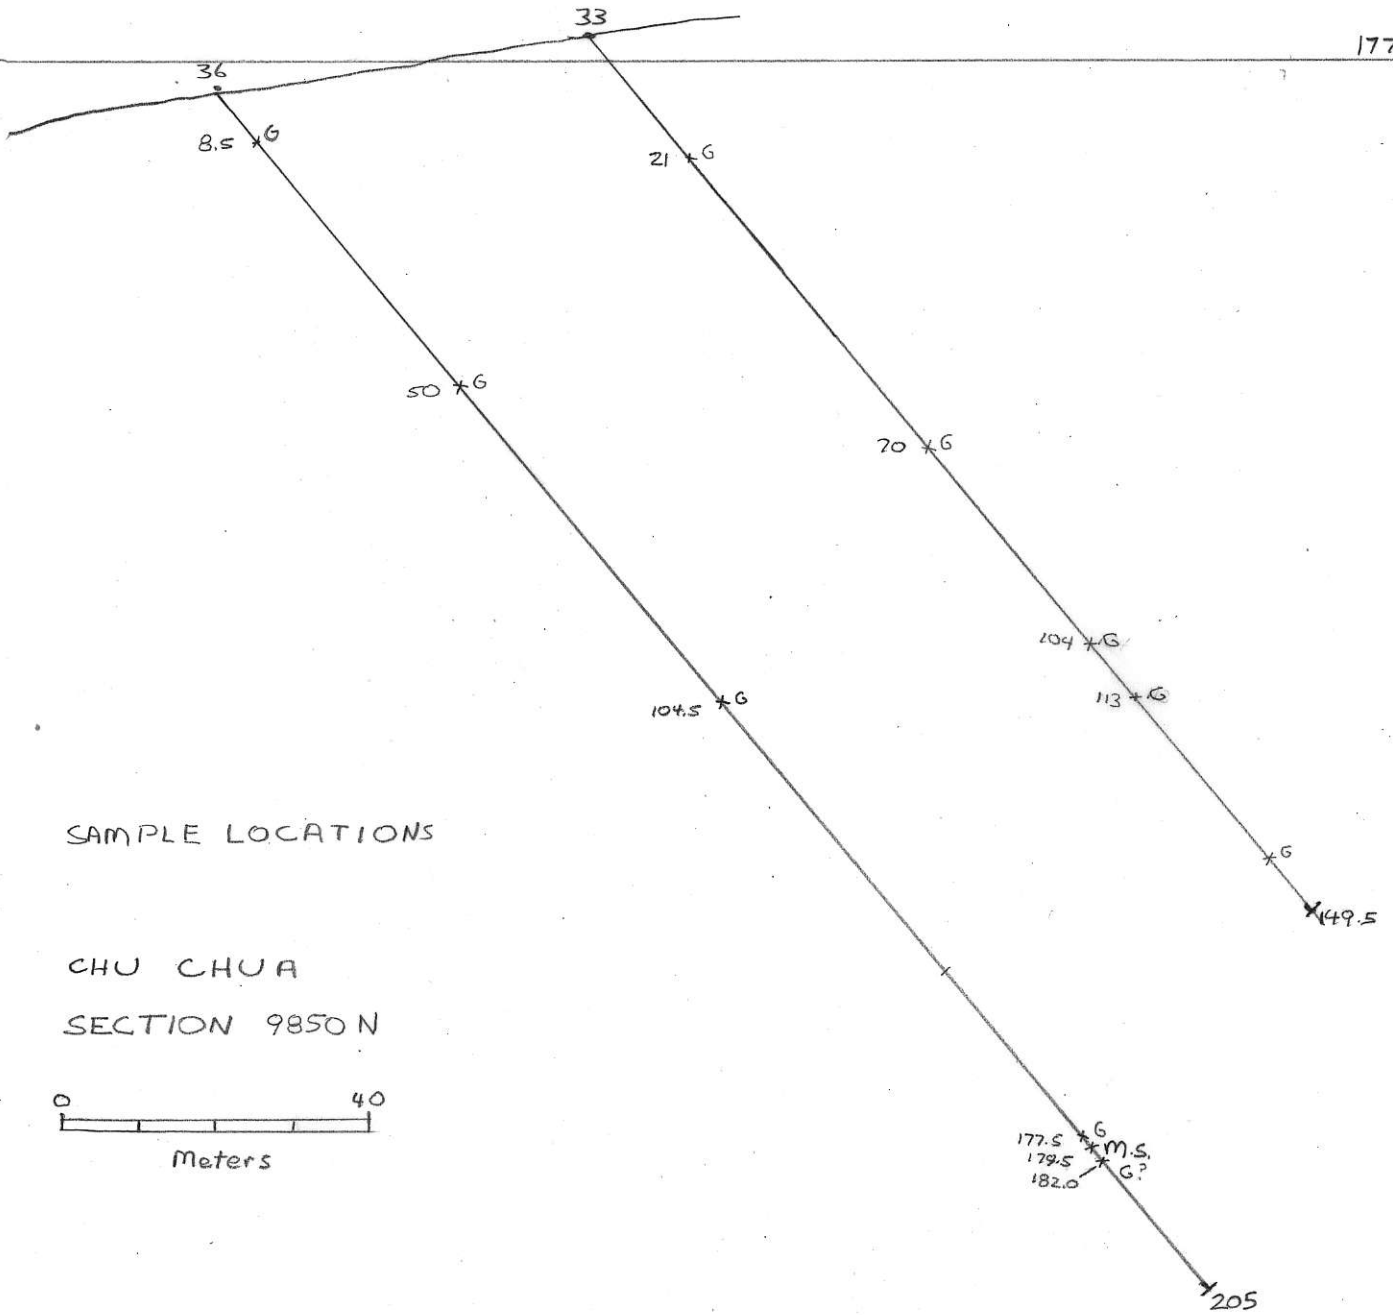 33
177
36
8.5 G
21 G
50 G
70 G
104 G
104.5 G
113 G
G
149.5
SAMPLE LOCATIONS
CHU CHUA
SECTION 9850 N
0 40
Meters
177.5 G
179.5 M.S.
182.0 G?
205